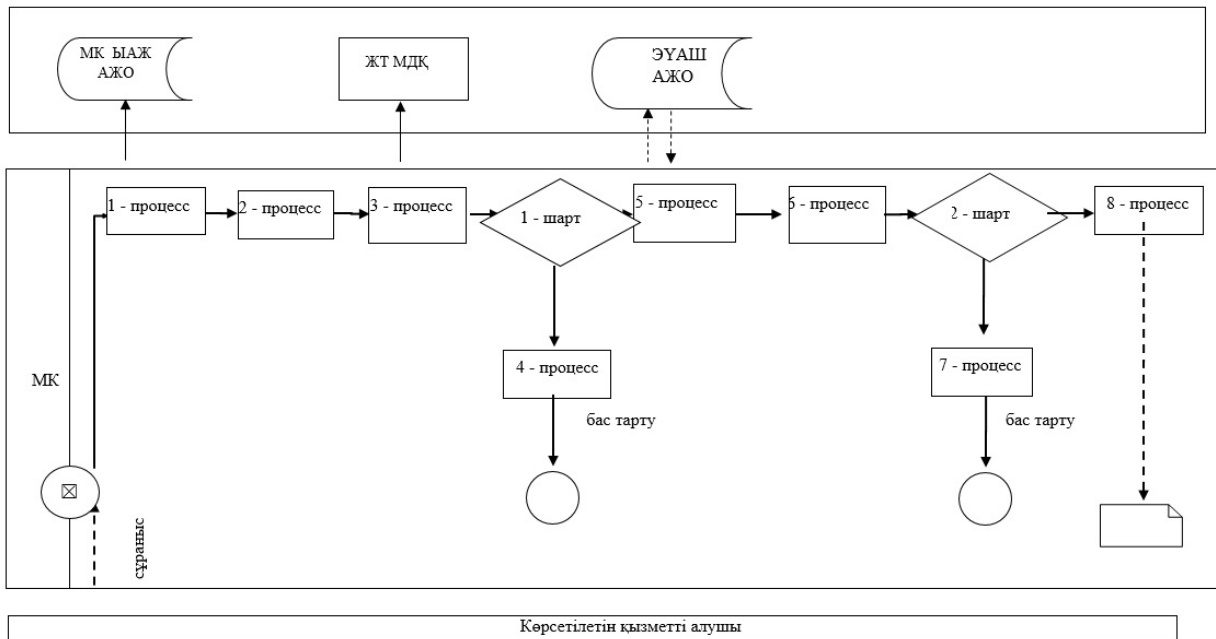 МК ЫАЖ
АЖО
ЖТ МДҚ
ЭҮАШ
АЖО
1 - процесс
2 - процесс
3 - процесс
1 - шарт
5 - процесс
6 - процесс
2 - шарт
8 - процесс
4 - процесс
7 - процесс
МК
бас тарту
бас тарту
сұраныс
Көрсетілетін қызметті алушы